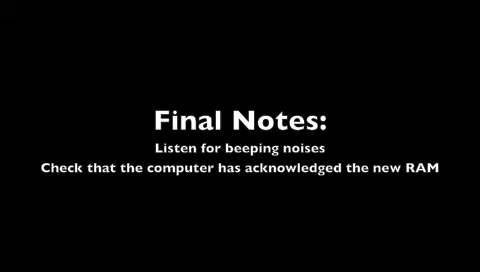 Final Notes:
Listen for beeping noises
Check that the computer has acknowledged the new RAM